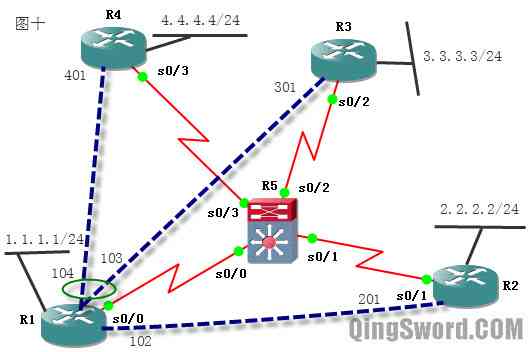 图十
R4
4.4.4.4/24
R3
3.3.3.3/24
401
s0/3
301
s0/2
R5
s0/2
s0/3
2.2.2.2/24
1.1.1.1/24
103
s0/0
s0/1
104
R2
R1
s0/0
201
s0/1
102
QingSword.COM